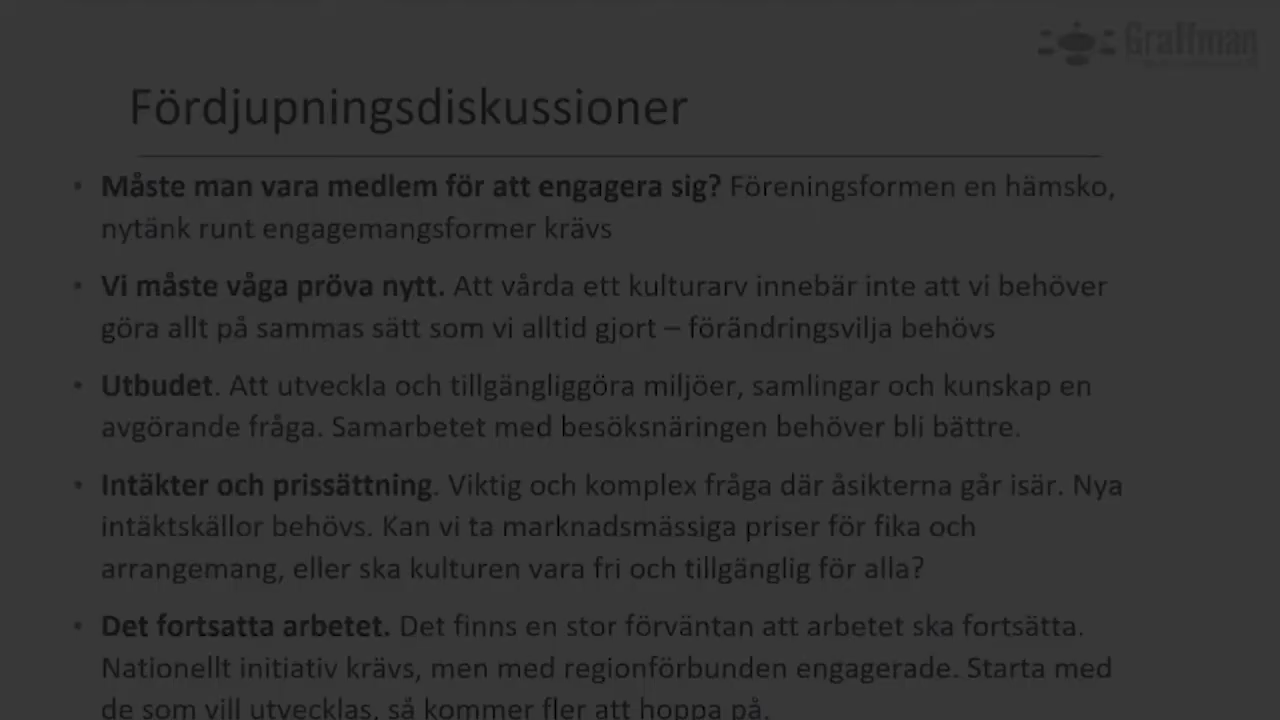 Graffman
Fördjupningsdiskussioner
• Måste man vara medlem för att engagera sig? Föreningsformen en hämsko,
nytänk runt engagemangsformer krävs
• Vi måste våga pröva nytt. Att vårda ett kulturarv innebär inte att vi behöver
göra allt på sammas sätt som vi alltid gjort – förändringsvilja behövs
• Utbudet. Att utveckla och tillgängliggöra miljöer, samlingar och kunskap en
avgörande fråga. Samarbetet med besöksnäringen behöver bli bättre.
• Intäkter och prissättning. Viktig och komplex fråga där åsikterna går isär. Nya
intäktskällor behövs. Kan vi ta marknadsmässiga priser för fika och
arrangemang, eller ska kulturen vara fri och tillgänglig för alla?
• Det fortsatta arbetet. Det finns en stor förväntan att arbetet ska fortsätta.
Nationellt initiativ krävs, men med regionförbunden engagerade. Starta med
de som vill utvecklas, så kommer fler att hoppa på.